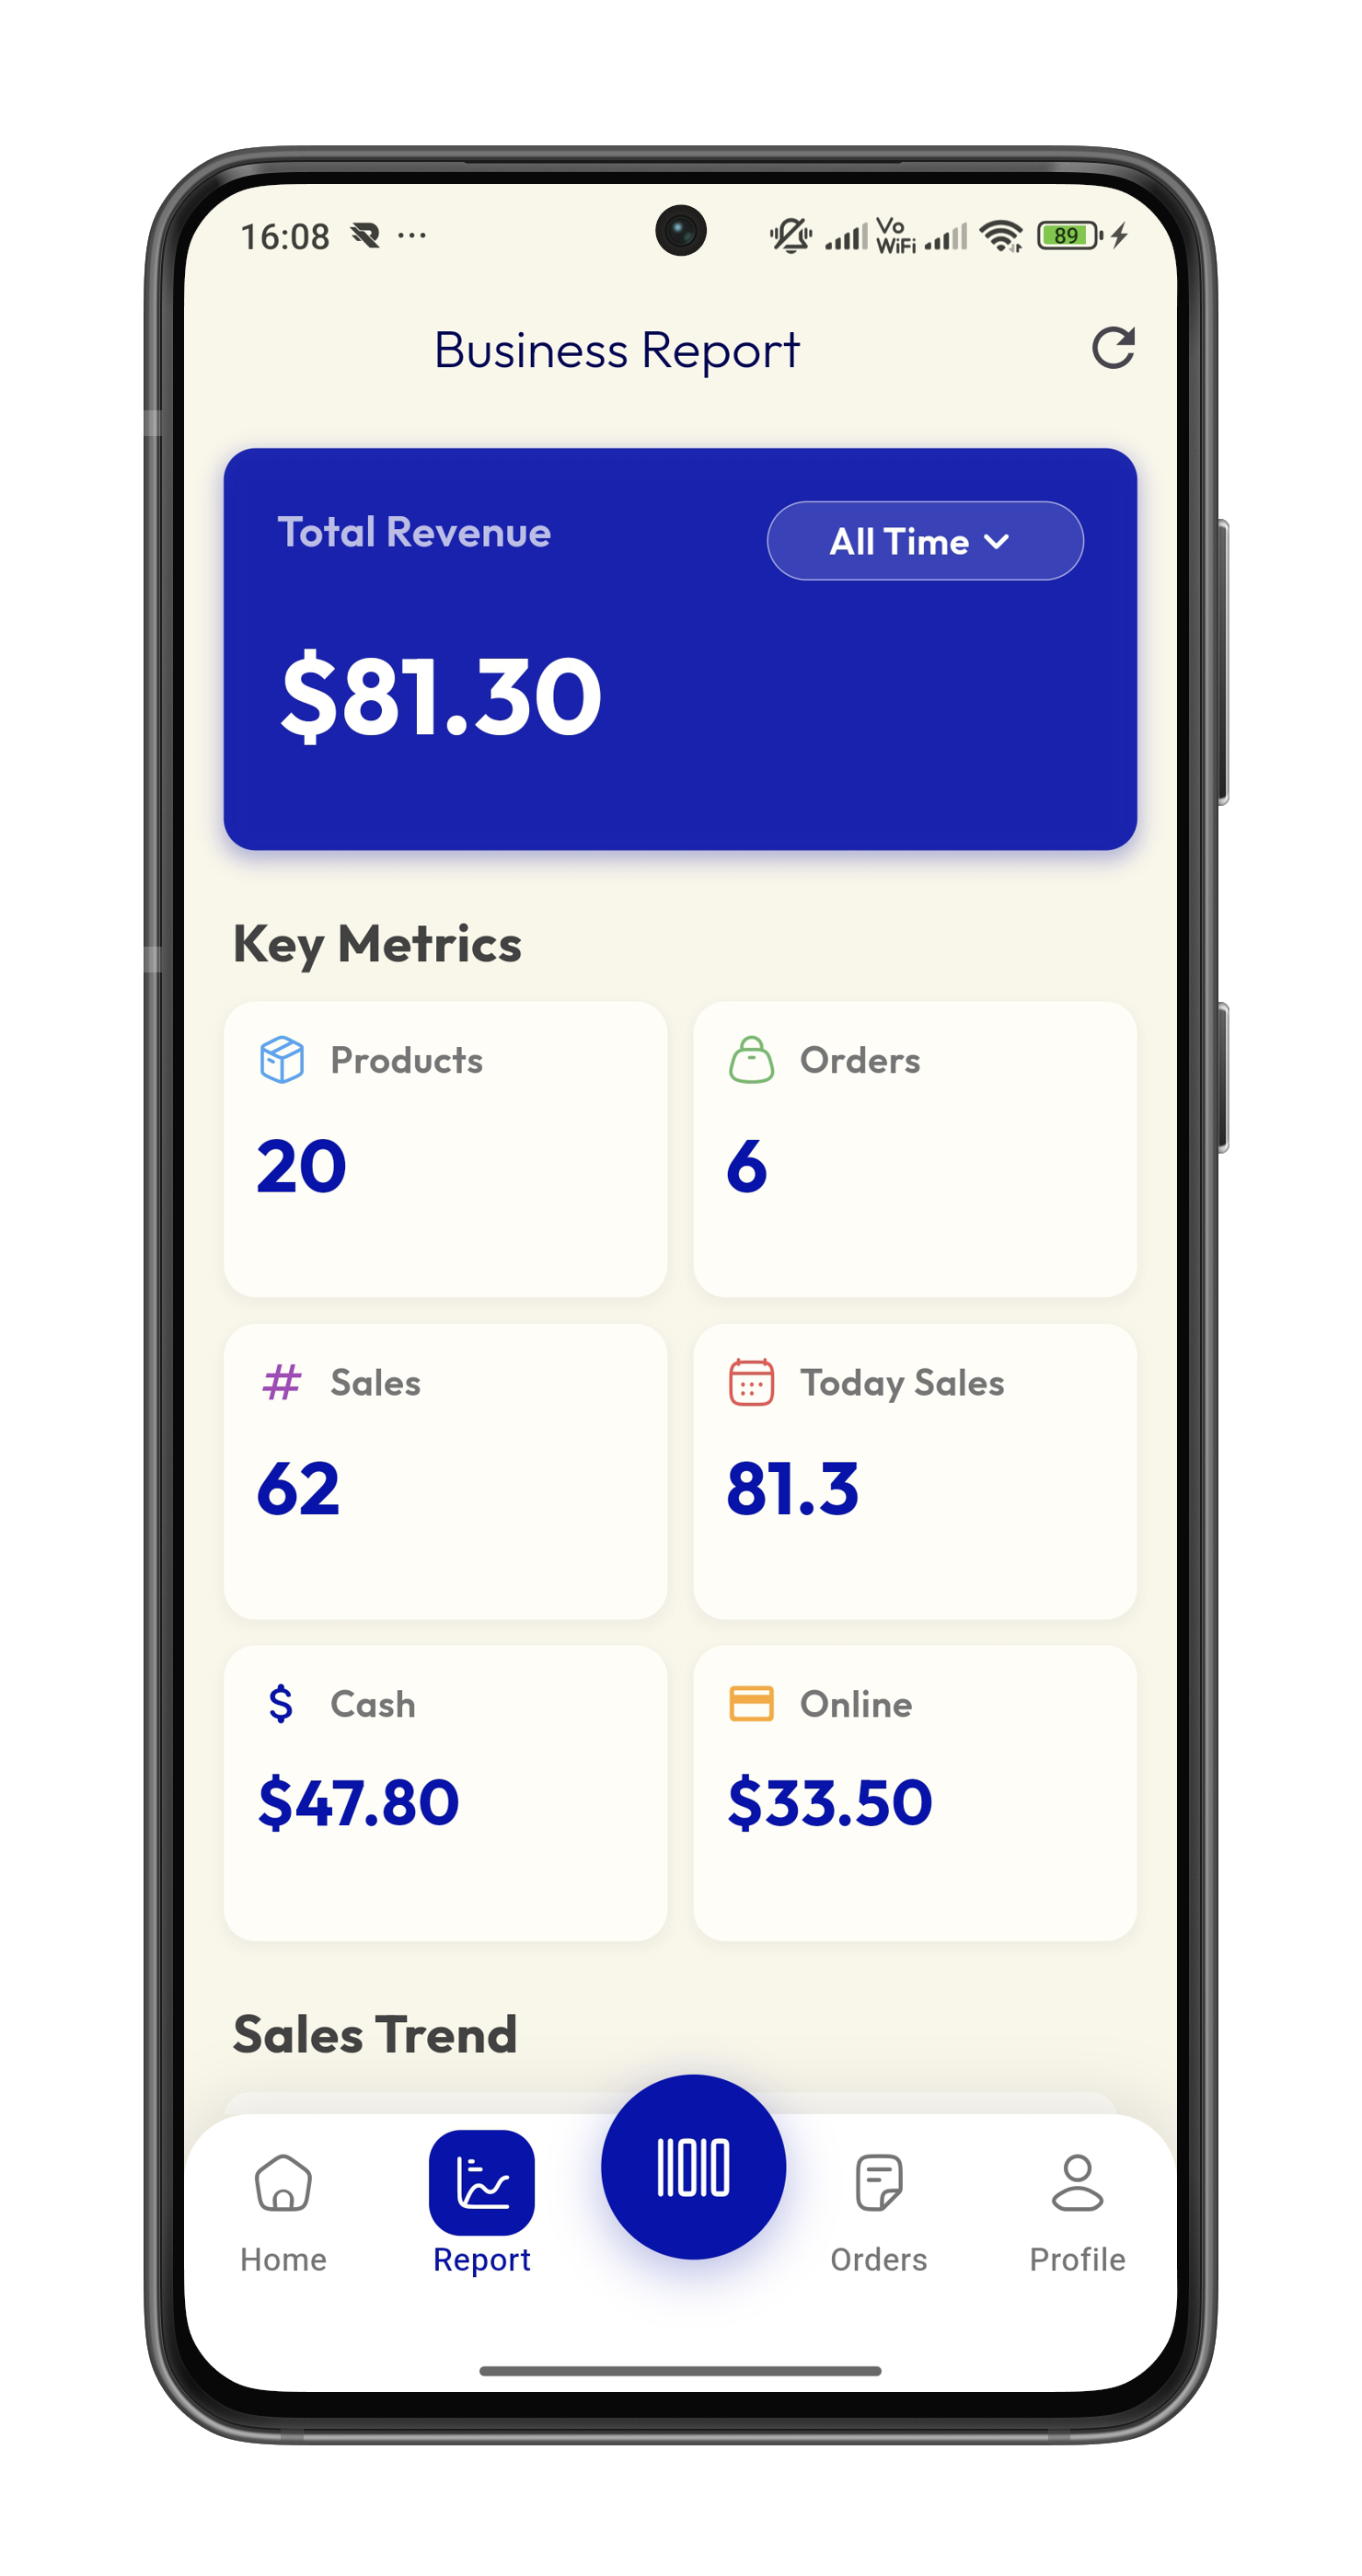 16:08 ... Vo WiFi 89
Business Report
Total Revenue
All Time
$81.30
Key Metrics
Products
Orders
20
6
# Sales
Today Sales
62
81.3
$ Cash
Online
$47.80
$33.50
Sales Trend
Home
Report
Orders
Profile